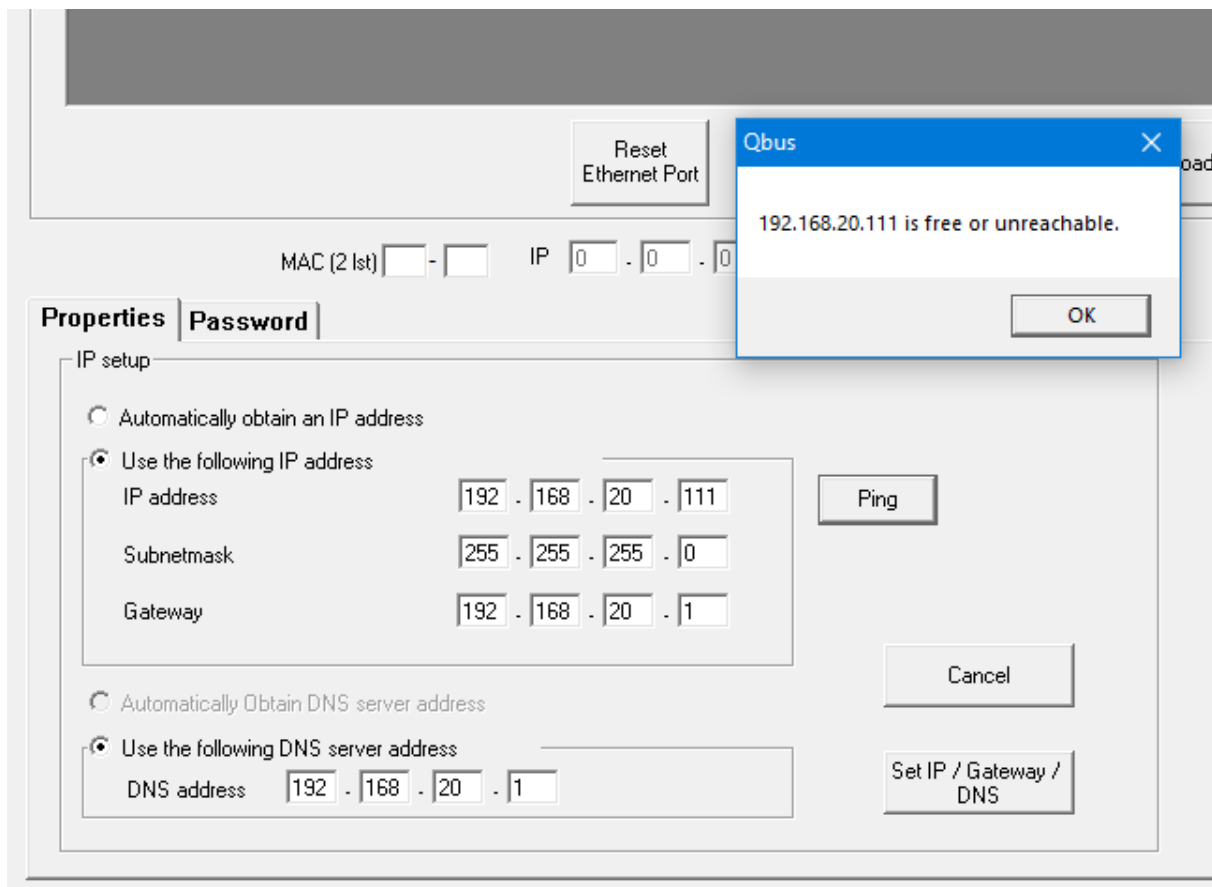 Reset
Ethernet Port
Qbus
192.168.20.111 is free or unreachable.
OK
MAC (2 lst) - IP 0 . 0 . 0
Properties Password
IP setup
Automatically obtain an IP address
Use the following IP address
IP address 192 . 168 . 20 . 111 Ping
Subnetmask 255 . 255 . 255 . 0
Gateway 192 . 168 . 20 . 1
Cancel
Automatically Obtain DNS server address
Use the following DNS server address
DNS address 192 . 168 . 20 . 1
Set IP / Gateway /
DNS